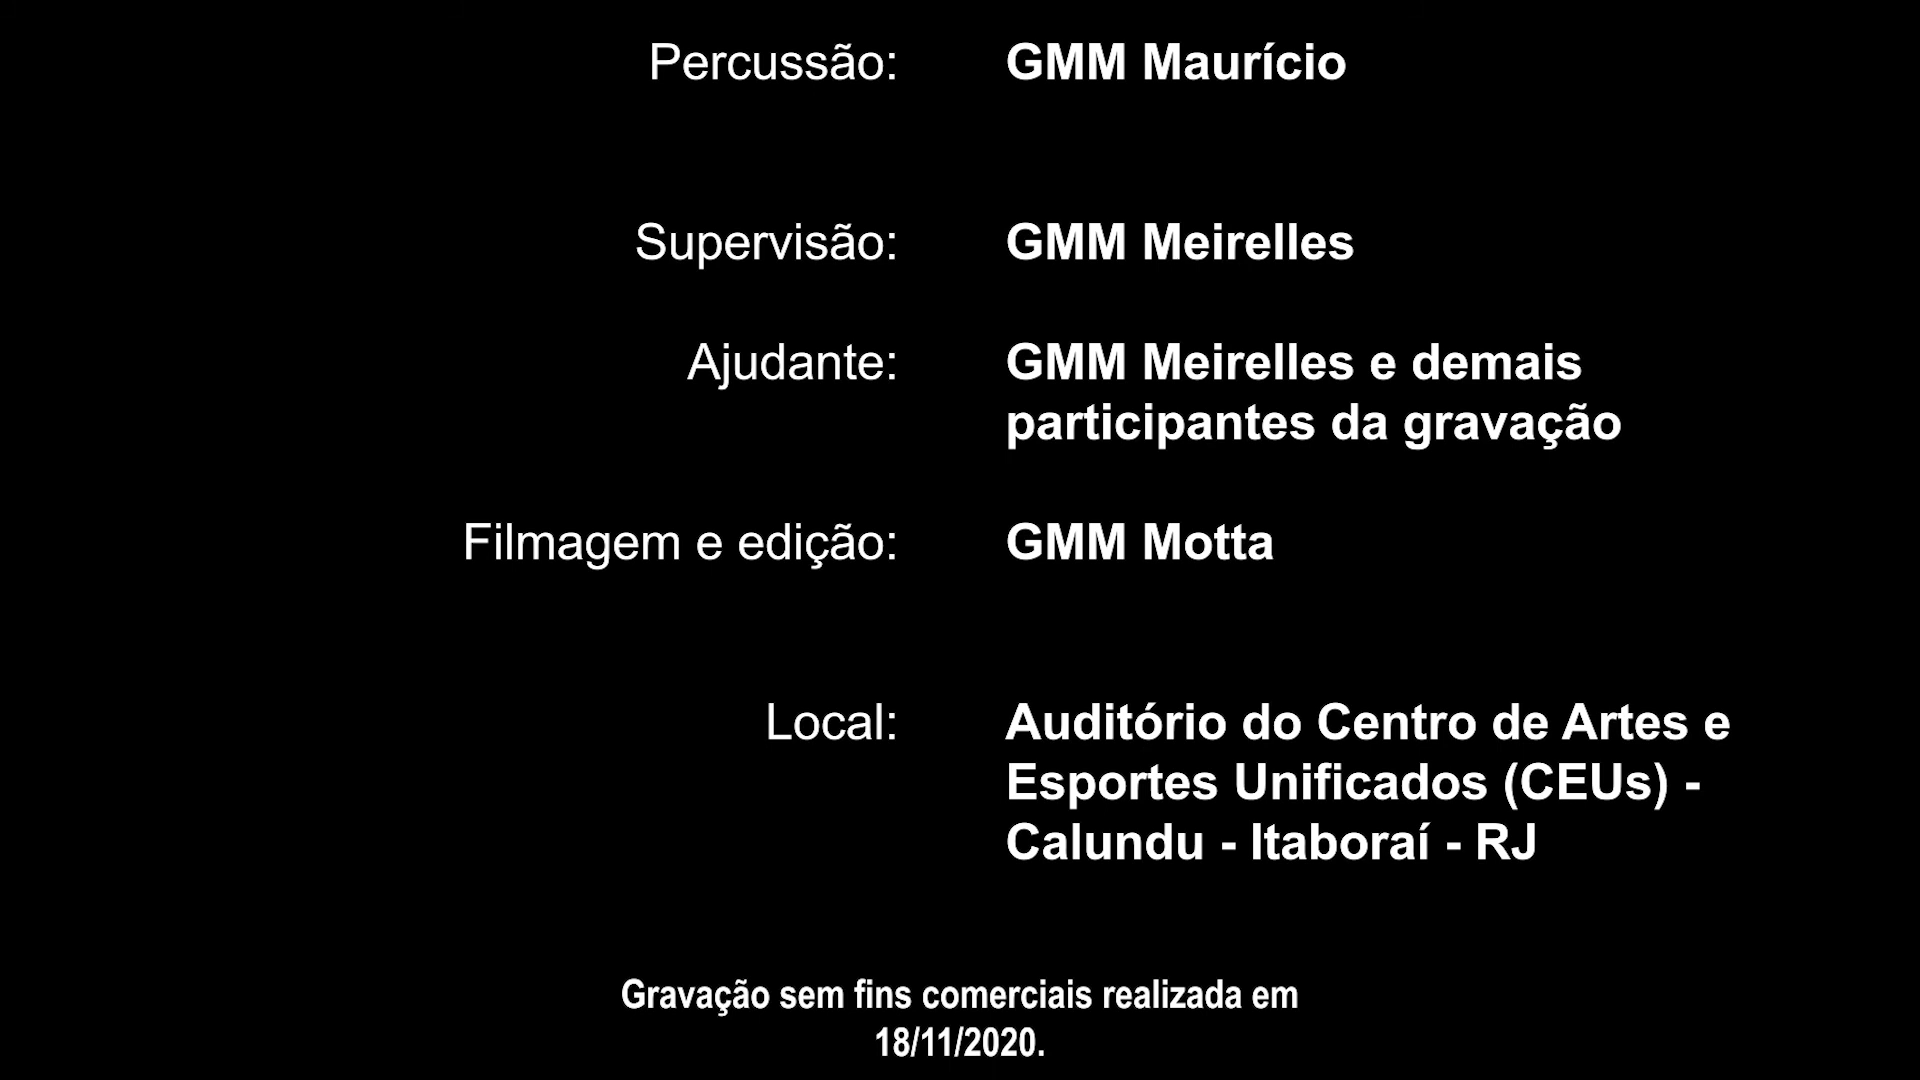 Percussão: GMM Maurício
Supervisão: GMM Meirelles
Ajudante: GMM Meirelles e demais
participantes da gravação
Filmagem e edição: GMM Motta
Local: Auditório do Centro de Artes e
Esportes Unificados (CEUs) -
Calundu - Itaboraí - RJ
Gravação sem fins comerciais realizada em
18/11/2020.